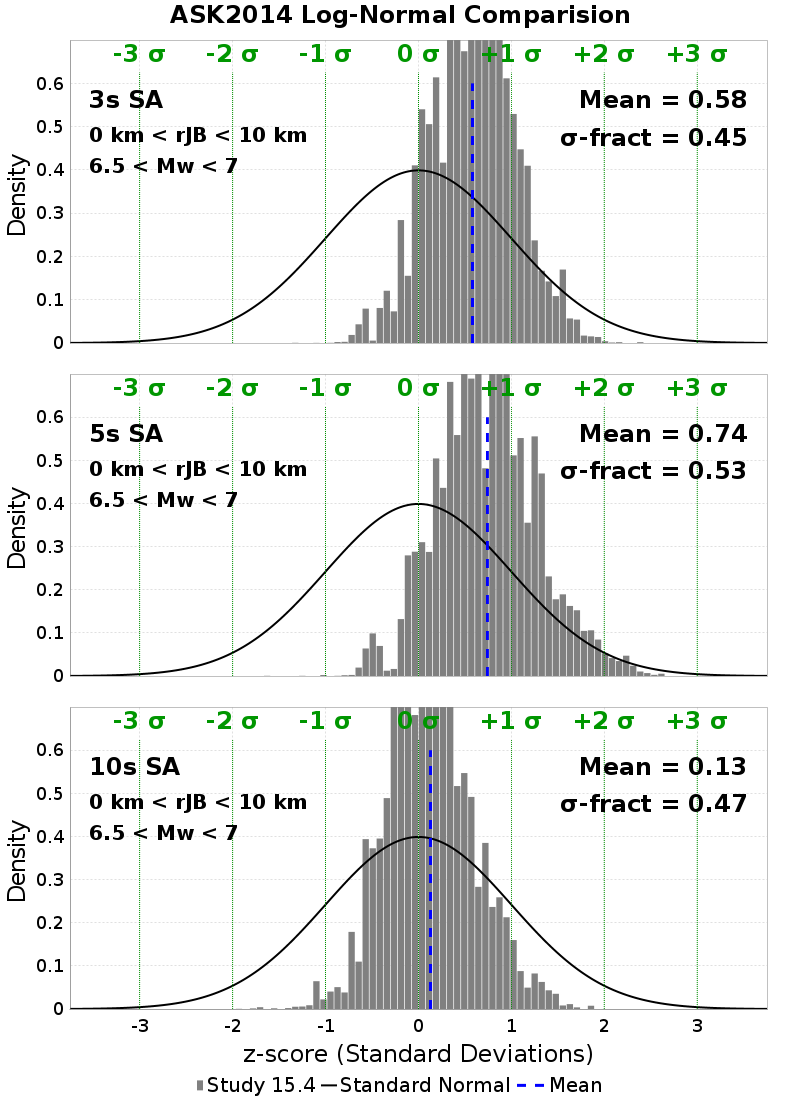 ASK2014 Log-Normal Comparision
-3 σ -2 σ -1 σ 0 σ +1 σ +2 σ +3 σ
0.6
3s SA Mean = 0.58
0.5
0 km < rJB < 10 km σ-fract = 0.45
6.5 < Mw < 7
0.4
0.3
0.2
0.1
0
Density
-3 σ -2 σ -1 σ 0 σ +1 σ +2 σ +3 σ
0.6
5s SA Mean = 0.74
0.5
0 km < rJB < 10 km σ-fract = 0.53
6.5 < Mw < 7
0.4
0.3
0.2
0.1
0
Density
-3 σ -2 σ -1 σ 0 σ +1 σ +2 σ +3 σ
0.6
10s SA Mean = 0.13
0.5
0 km < rJB < 10 km σ-fract = 0.47
6.5 < Mw < 7
0.4
0.3
0.2
0.1
0
Density
-3 -2 -1 0 1 2 3
z-score (Standard Deviations)
Study 15.4 Standard Normal Mean